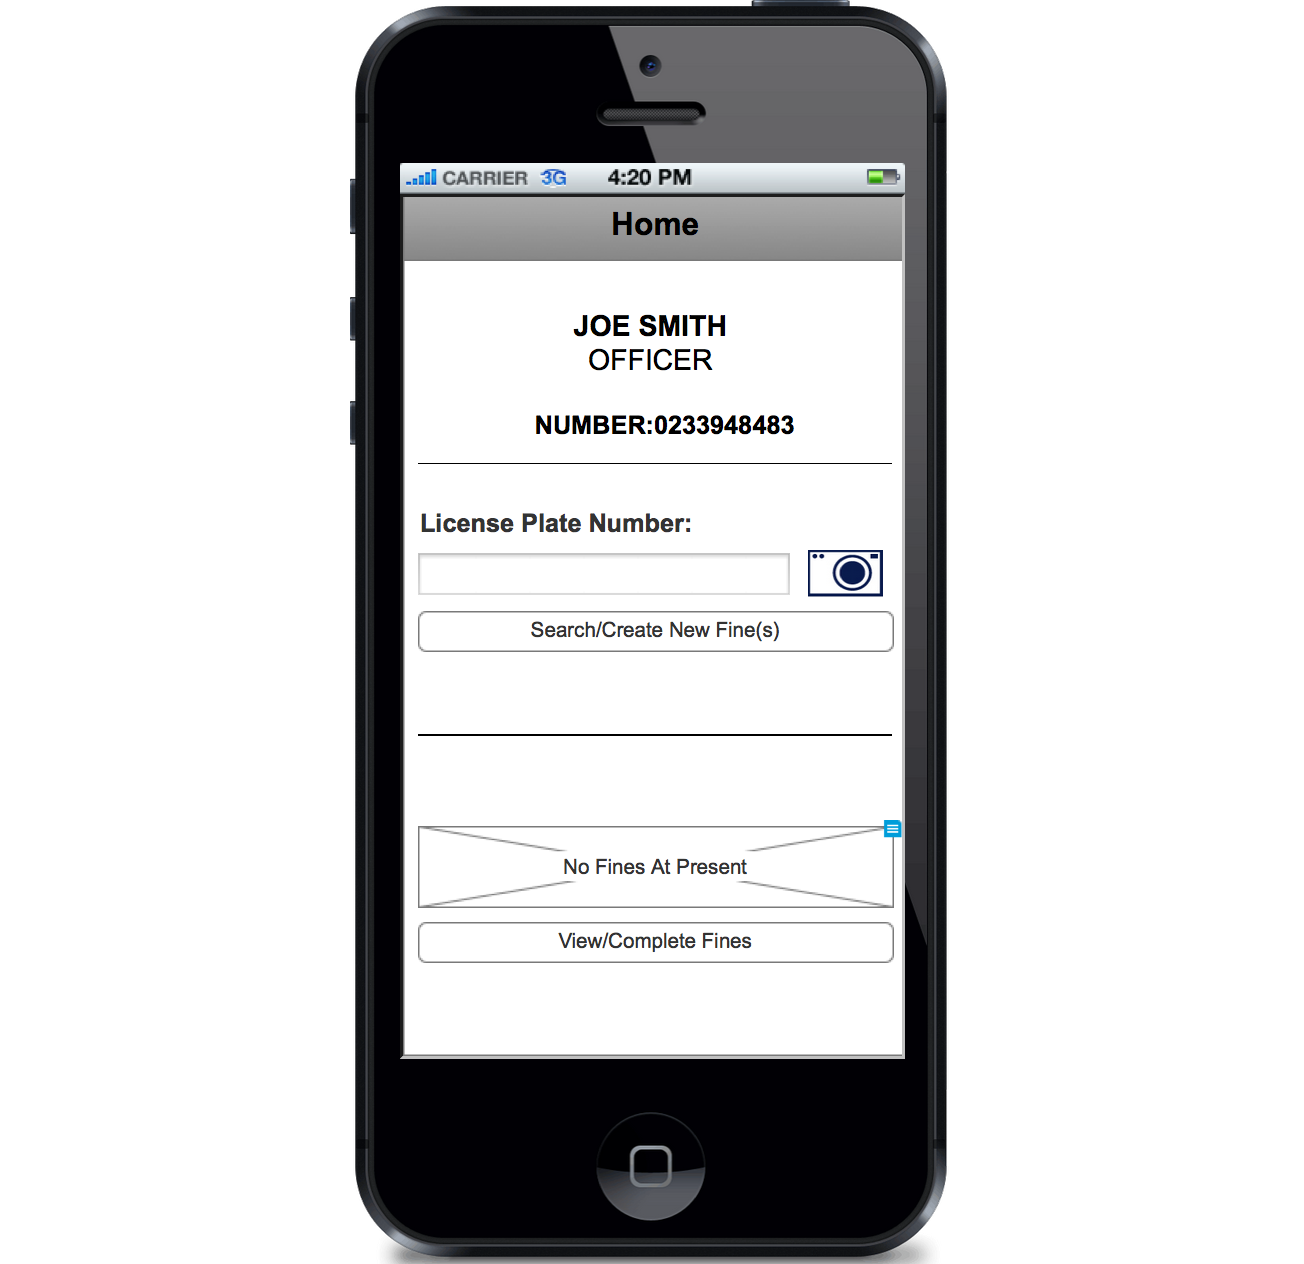 CARRIER 3G 4:20 PM
Home
JOE SMITH
OFFICER
NUMBER:0233948483
License Plate Number:
Search/Create New Fine(s)
No Fines At Present
View/Complete Fines